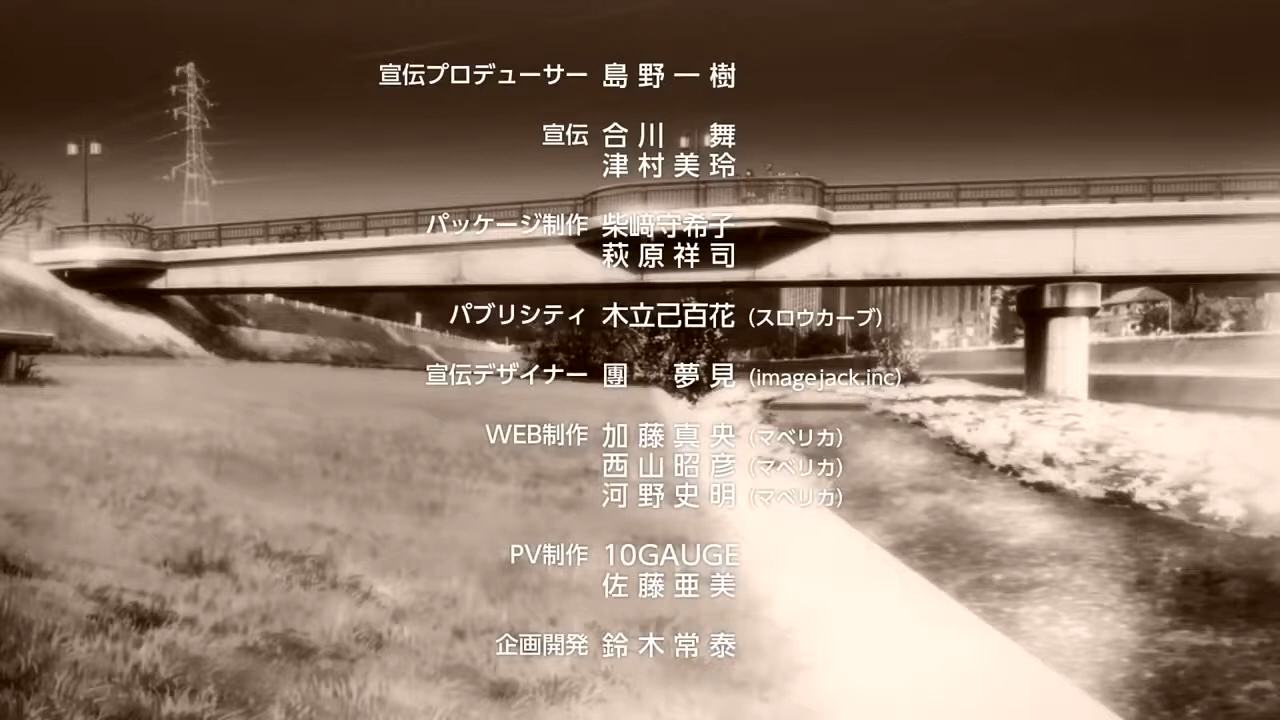 宣伝プロデューサー 島野一樹
宣伝 合川 舞
津村美玲
パッケージ制作 柴﨑守希子
萩原祥司
パブリシティ 木立己百花 (スロウカーブ)
宣伝デザイナー 團 夢見 (imagejack.inc)
WEB制作 加藤真央 (マベリカ)
西山昭彦 (マベリカ)
河野史明 (マベリカ)
PV制作 10GAUGE
佐藤亜美
企画開発 鈴木常泰